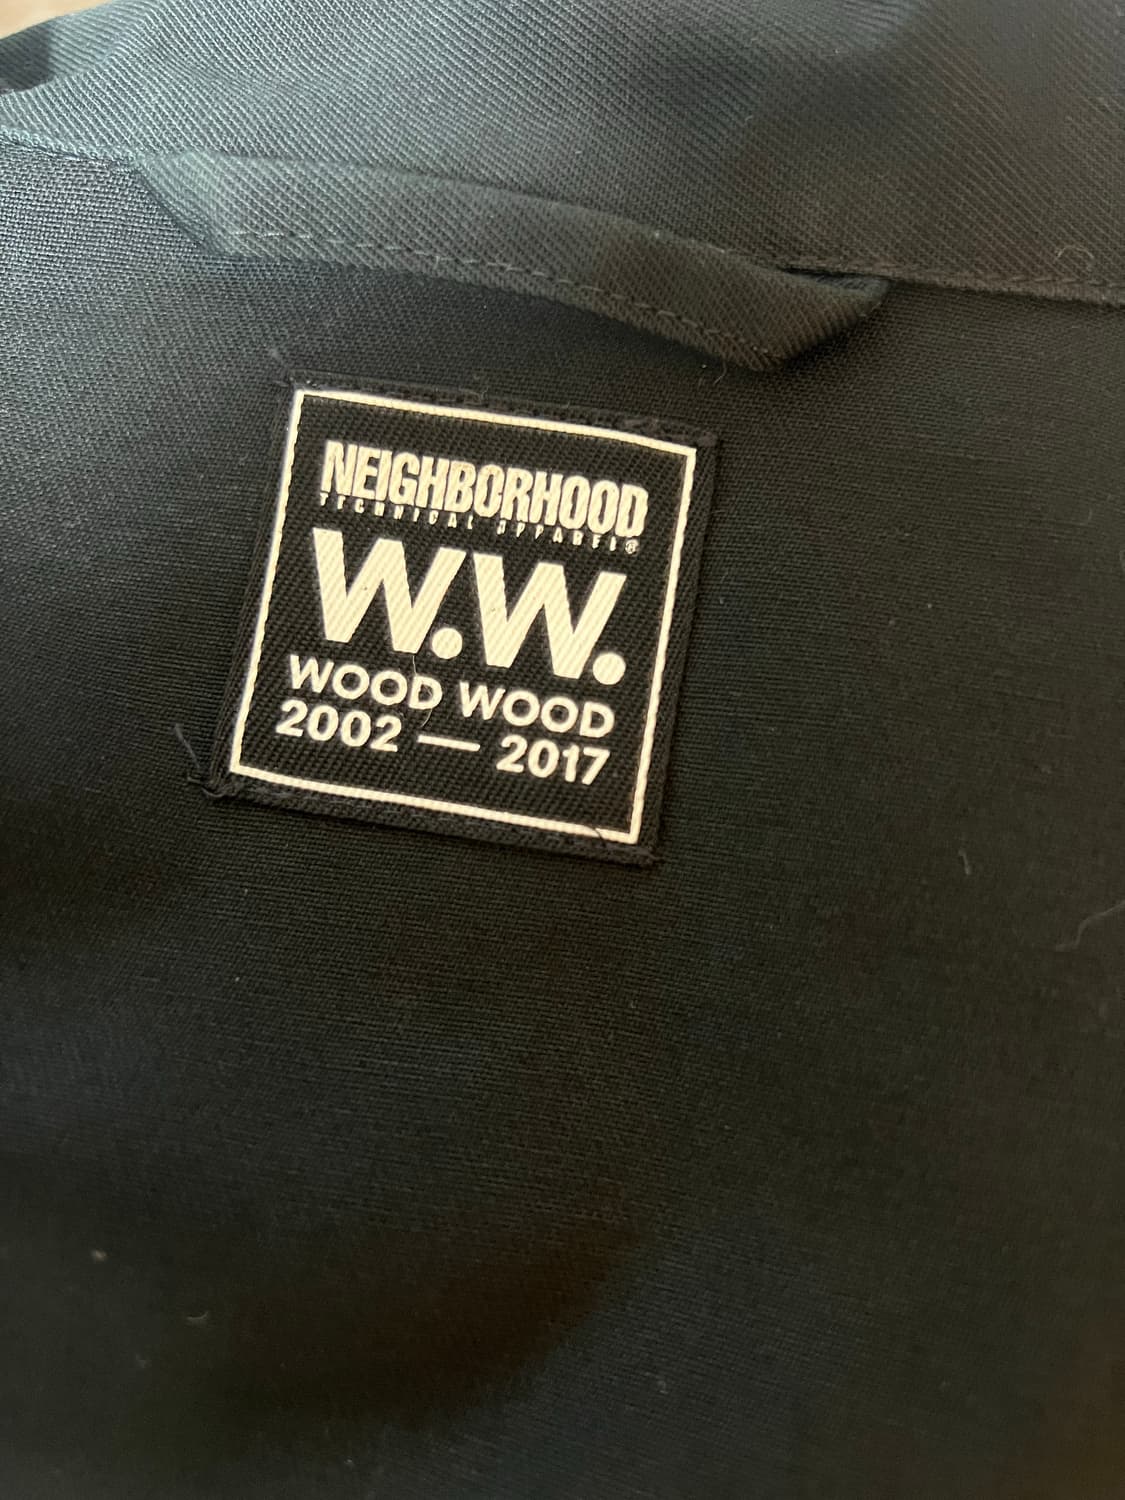 NEIGHBORHOOD
TECHNICAL APPAREL®
W.W.
WOOD WOOD
2002 — 2017